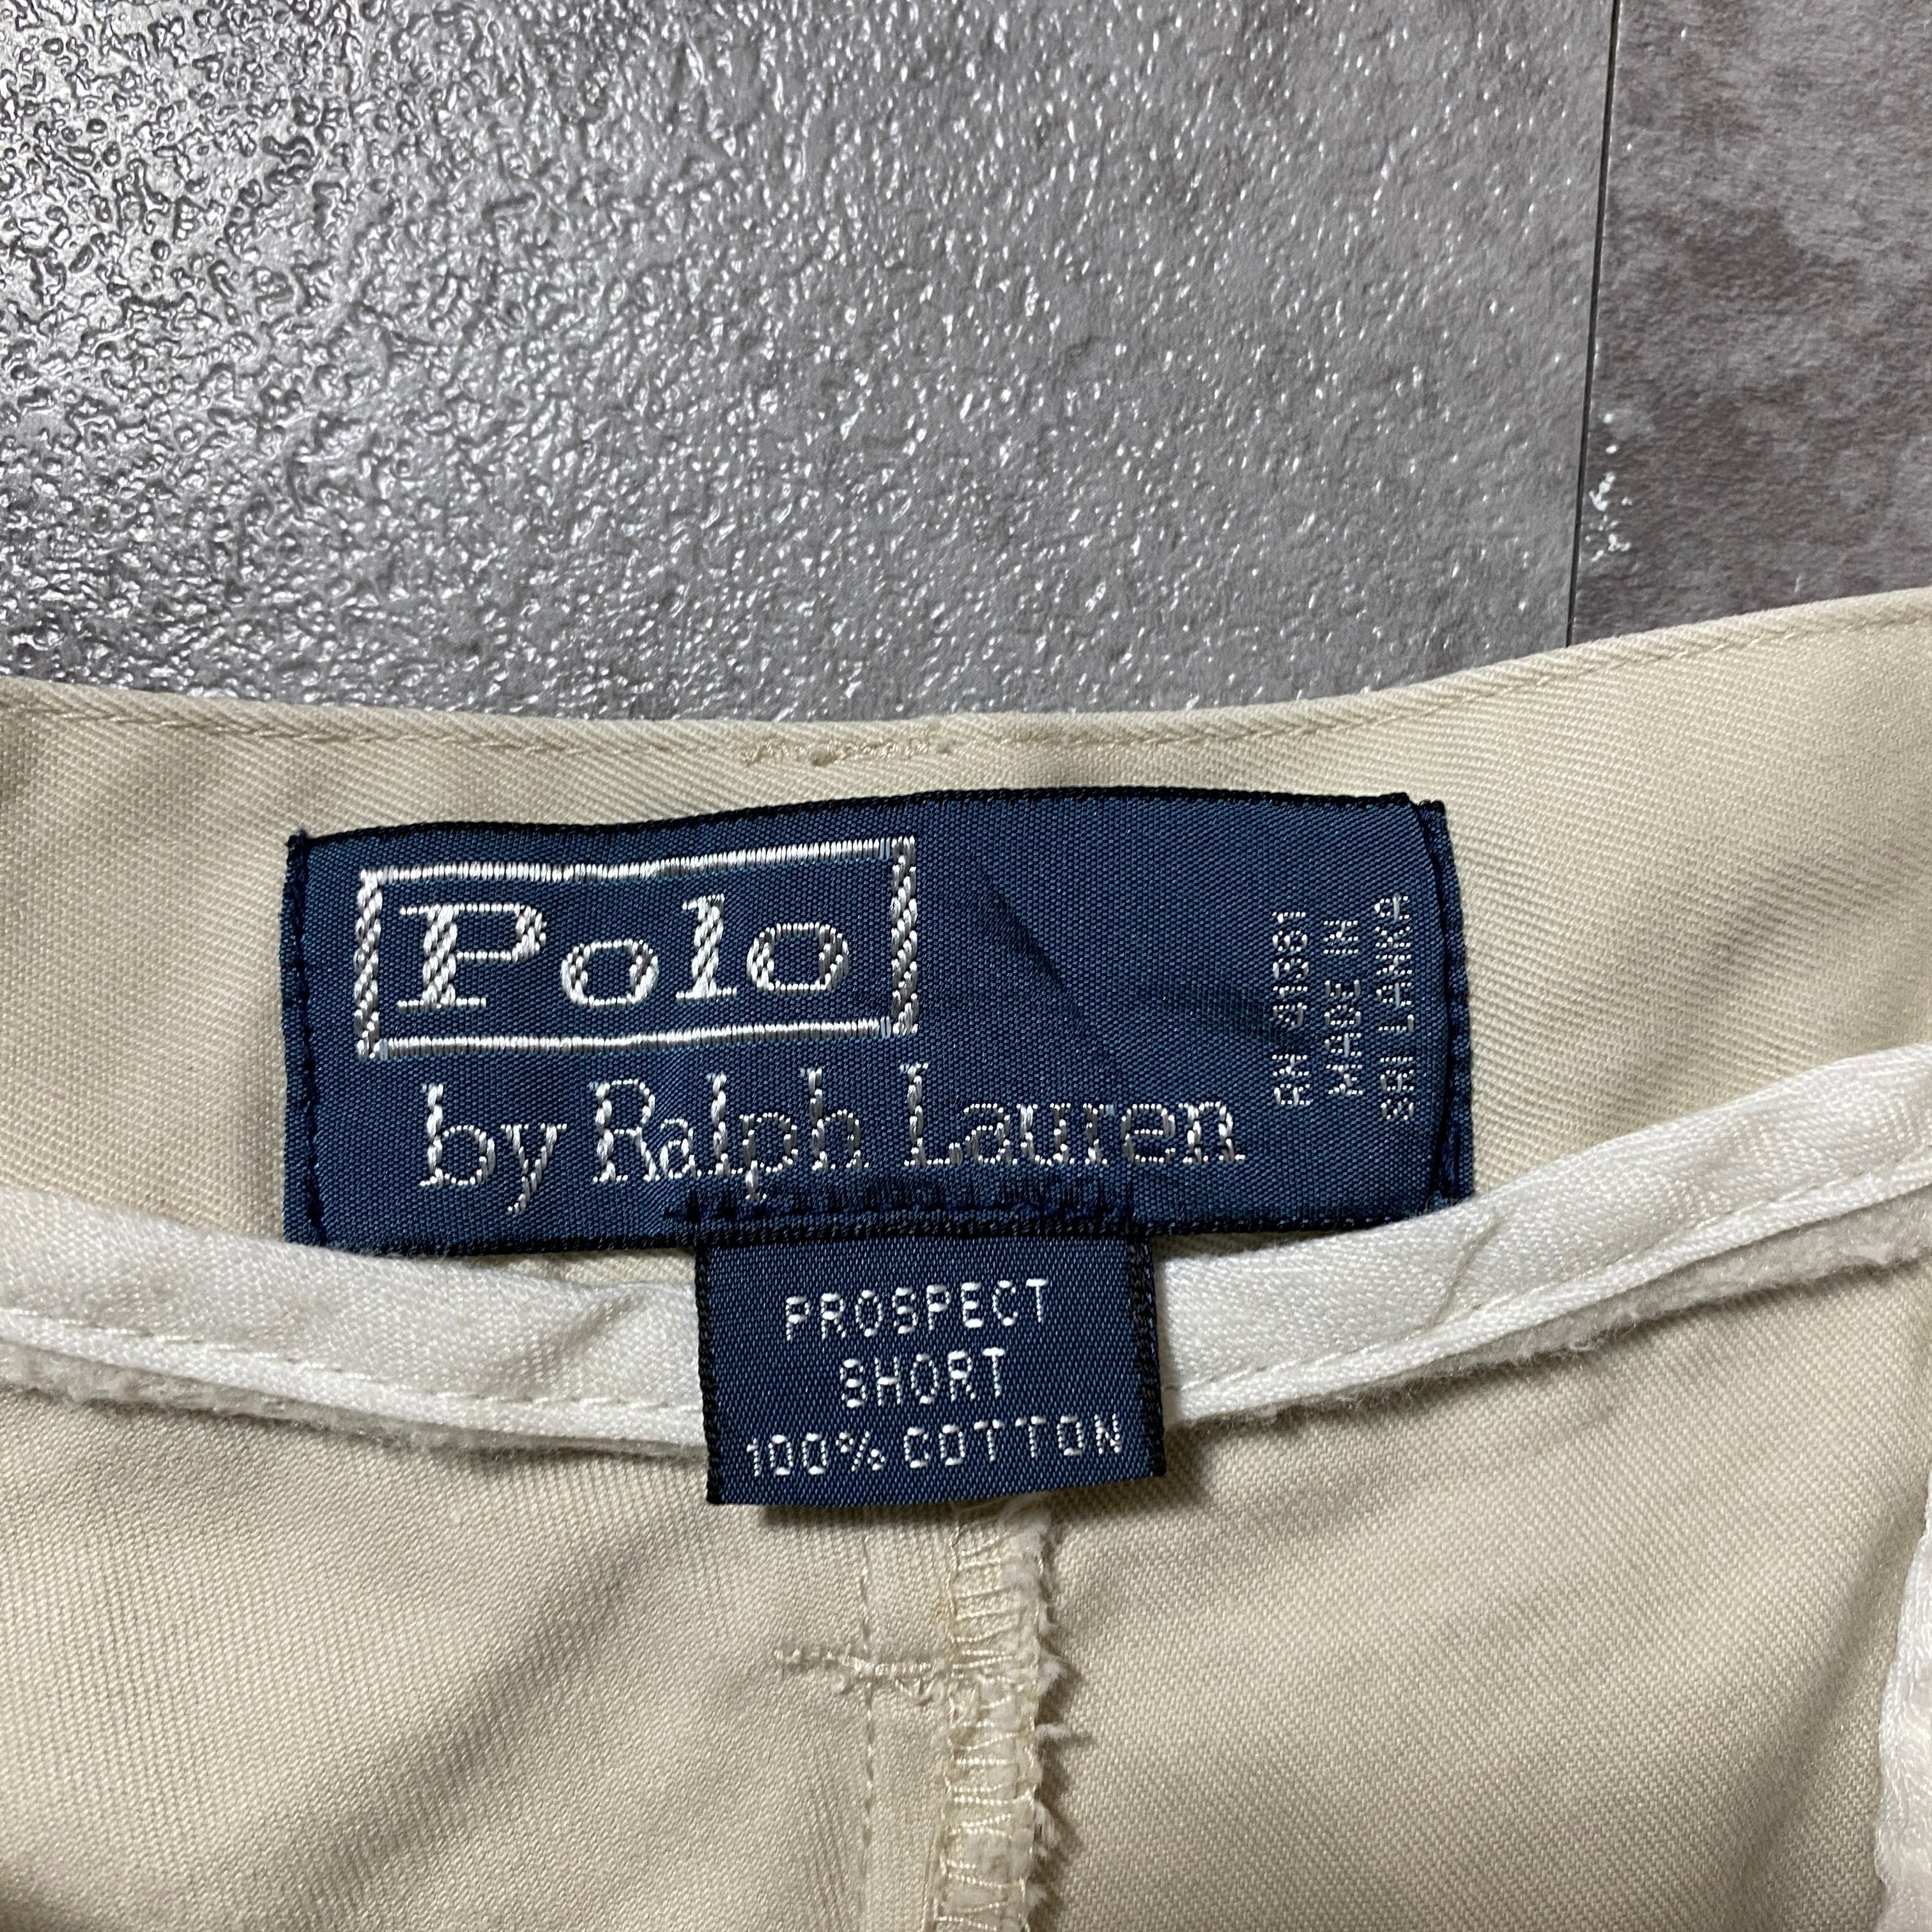 Polo
by Ralph Lauren
RN 41381
MADE IN
SRI LANKA
PROSPECT
SHORT
100% COTTON